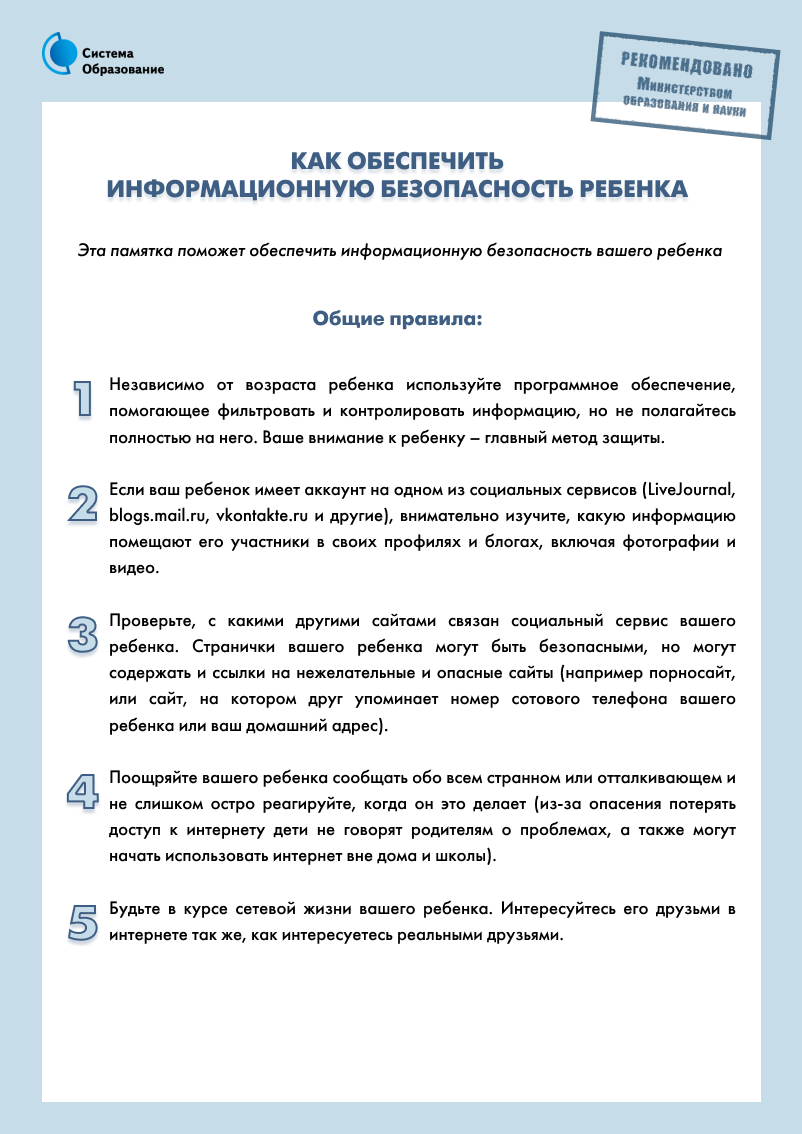 Система
Образование
РЕКОМЕНДОВАНО
Министерством
образования и науки
КАК ОБЕСПЕЧИТЬ
ИНФОРМАЦИОННУЮ БЕЗОПАСНОСТЬ РЕБЕНКА
Эта памятка поможет обеспечить информационную безопасность вашего ребенка
Общие правила:
1 Независимо от возраста ребенка используйте программное обеспечение,
помогающее фильтровать и контролировать информацию, но не полагайтесь
полностью на него. Ваше внимание к ребенку – главный метод защиты.
2 Если ваш ребенок имеет аккаунт на одном из социальных сервисов (LiveJournal,
blogs.mail.ru, vkontakte.ru и другие), внимательно изучите, какую информацию
помещают его участники в своих профилях и блогах, включая фотографии и
видео.
3 Проверьте, с какими другими сайтами связан социальный сервис вашего
ребенка. Странички вашего ребенка могут быть безопасными, но могут
содержать и ссылки на нежелательные и опасные сайты (например порносайт,
или сайт, на котором друг упоминает номер сотового телефона вашего
ребенка или ваш домашний адрес).
4 Поощряйте вашего ребенка сообщать обо всем странном или отталкивающем и
не слишком остро реагируйте, когда он это делает (из-за опасения потерять
доступ к интернету дети не говорят родителям о проблемах, а также могут
начать использовать интернет вне дома и школы).
5 Будьте в курсе сетевой жизни вашего ребенка. Интересуйтесь его друзьми в
интернете так же, как интересуетесь реальными друзьями.